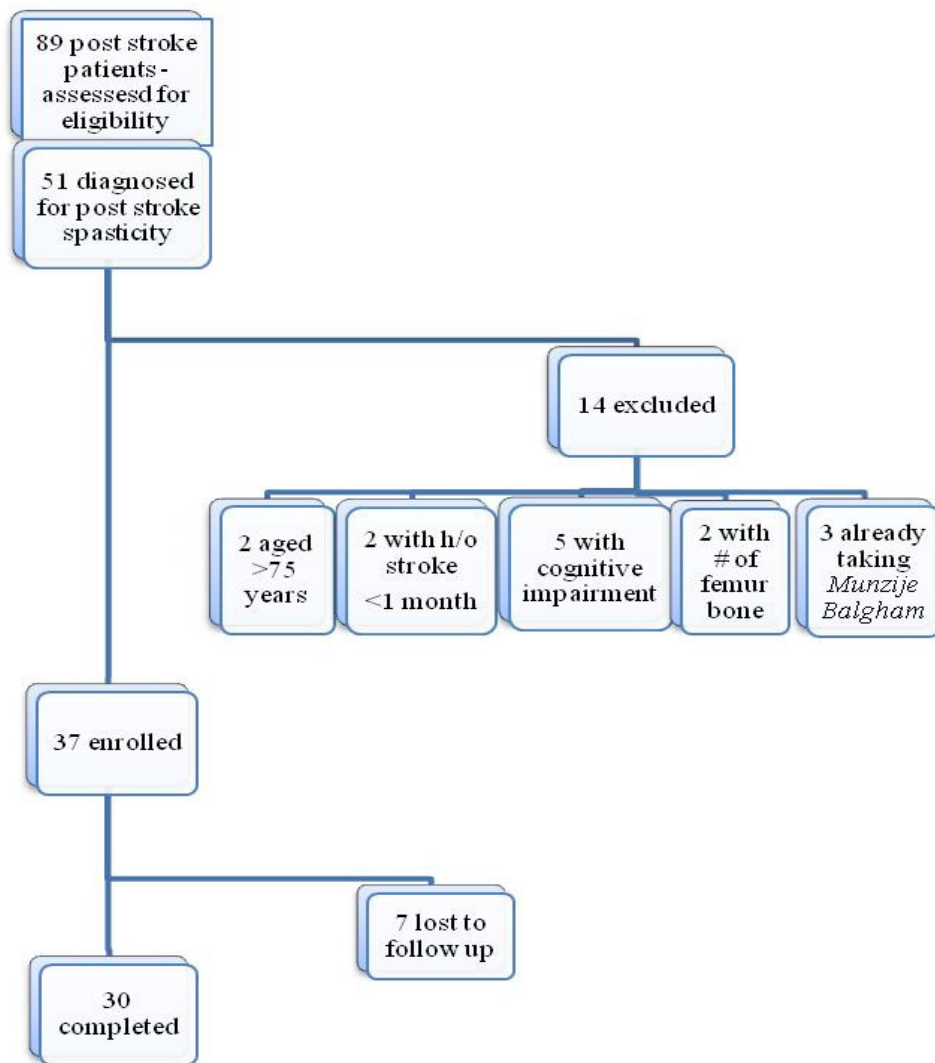 89 post stroke
patients -
assessesd for
eligibility
51 diagnosed
for post stroke
spasticity
14 excluded
2 aged
>75
years
2 with h/o
stroke
<1 month
5 with
cognitive
impairment
2 with
# of
femur
bone
3 already
taking
Munzije
Balgham
37 enrolled
7 lost to
follow up
30
completed